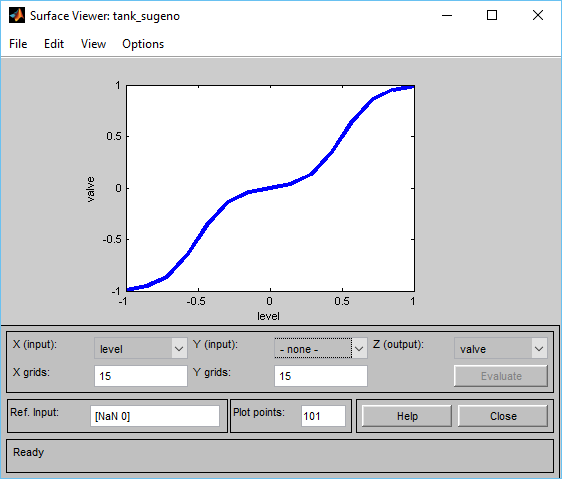 Surface Viewer: tank_sugeno
File Edit View Options
1
0.5
0
-0.5
-1
valve
-1 -0.5 0 0.5 1
level
X (input): level Y (input): - none - Z (output): valve
X grids: 15 Y grids: 15 Evaluate
Ref. Input: [NaN 0] Plot points: 101 Help Close
Ready